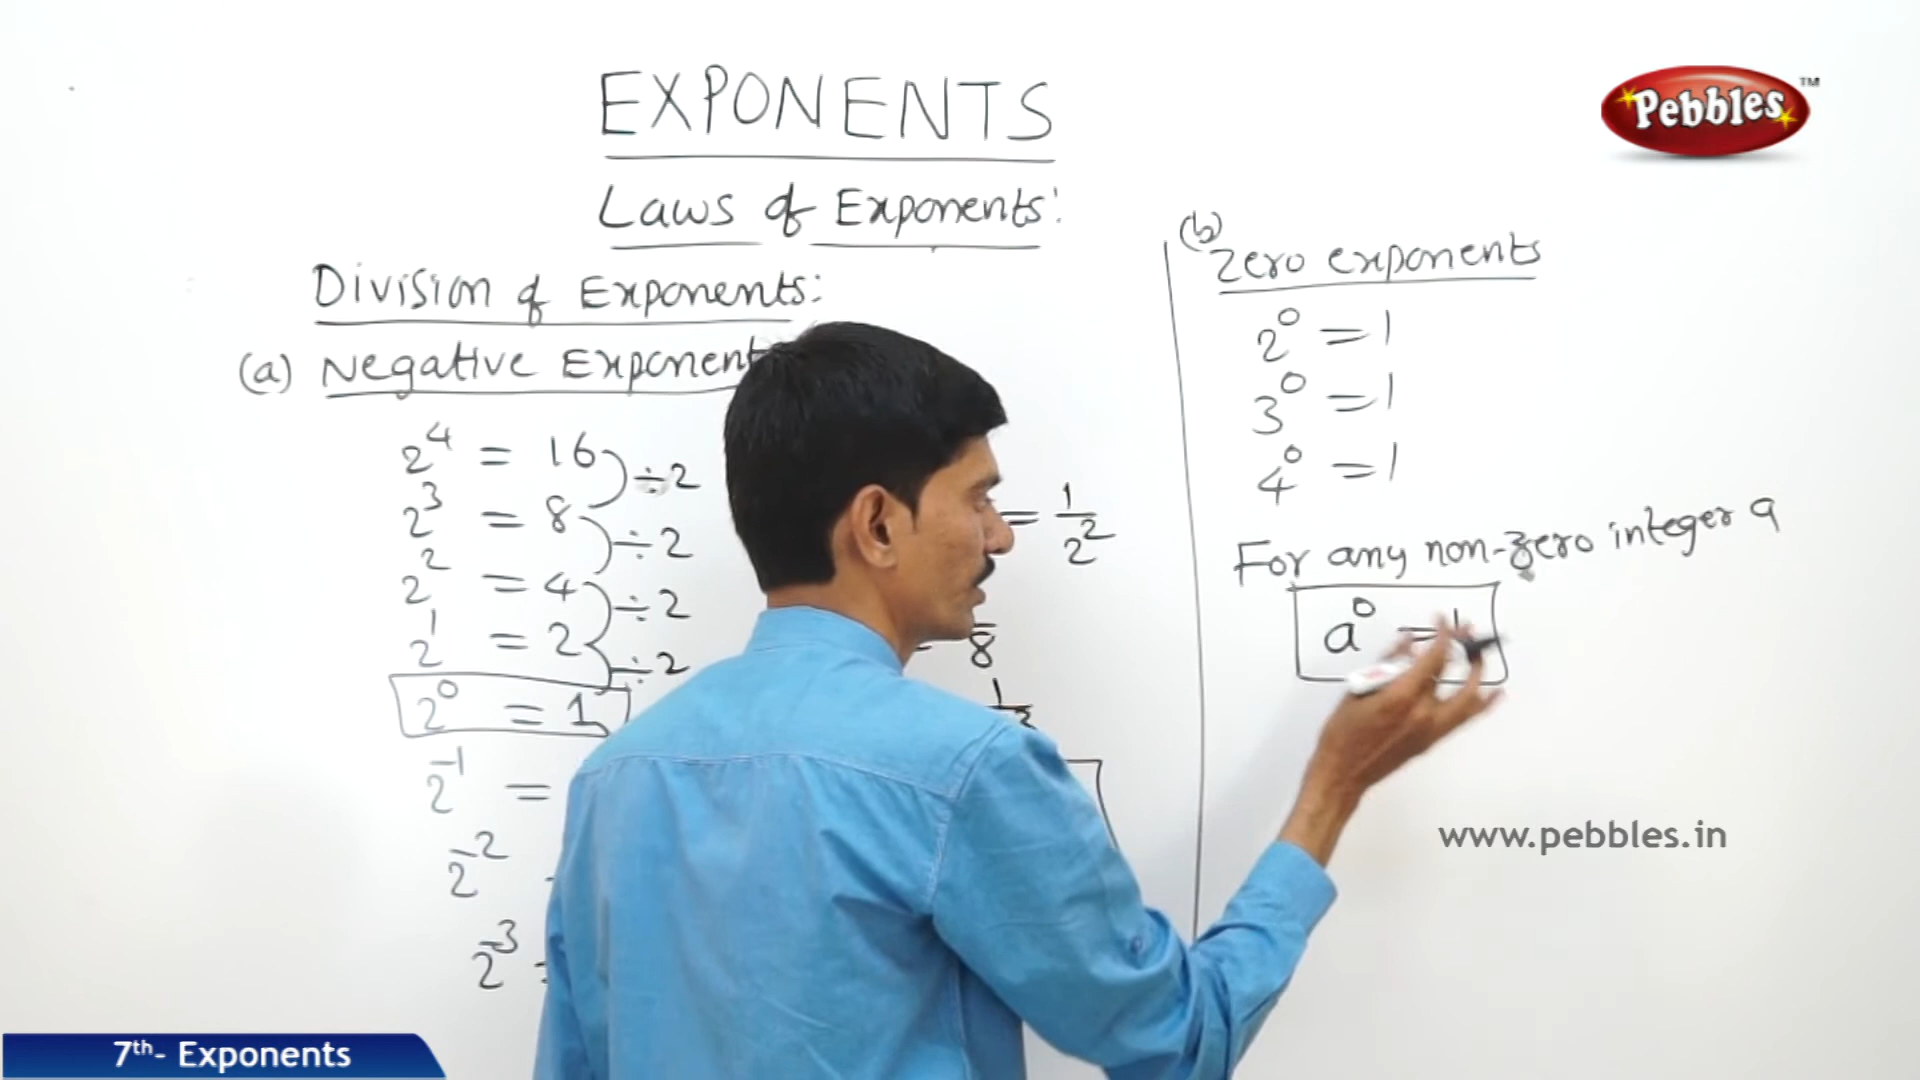 EXPONENTS
Laws of Exponents:
Division of Exponents:
(a) Negative Exponent
2⁴ = 16
÷2
2³ = 8
÷2
2² = 4
÷2
2¹ = 2
÷2
2⁰ = 1
2⁻¹ =
2⁻²
2⁻³ =
= 1/2²
8
(b)
Zero exponents
2⁰ = 1
3⁰ = 1
4⁰ = 1
For any non-zero integer a
a⁰ = 1
Pebbles™
www.pebbles.in
7th- Exponents